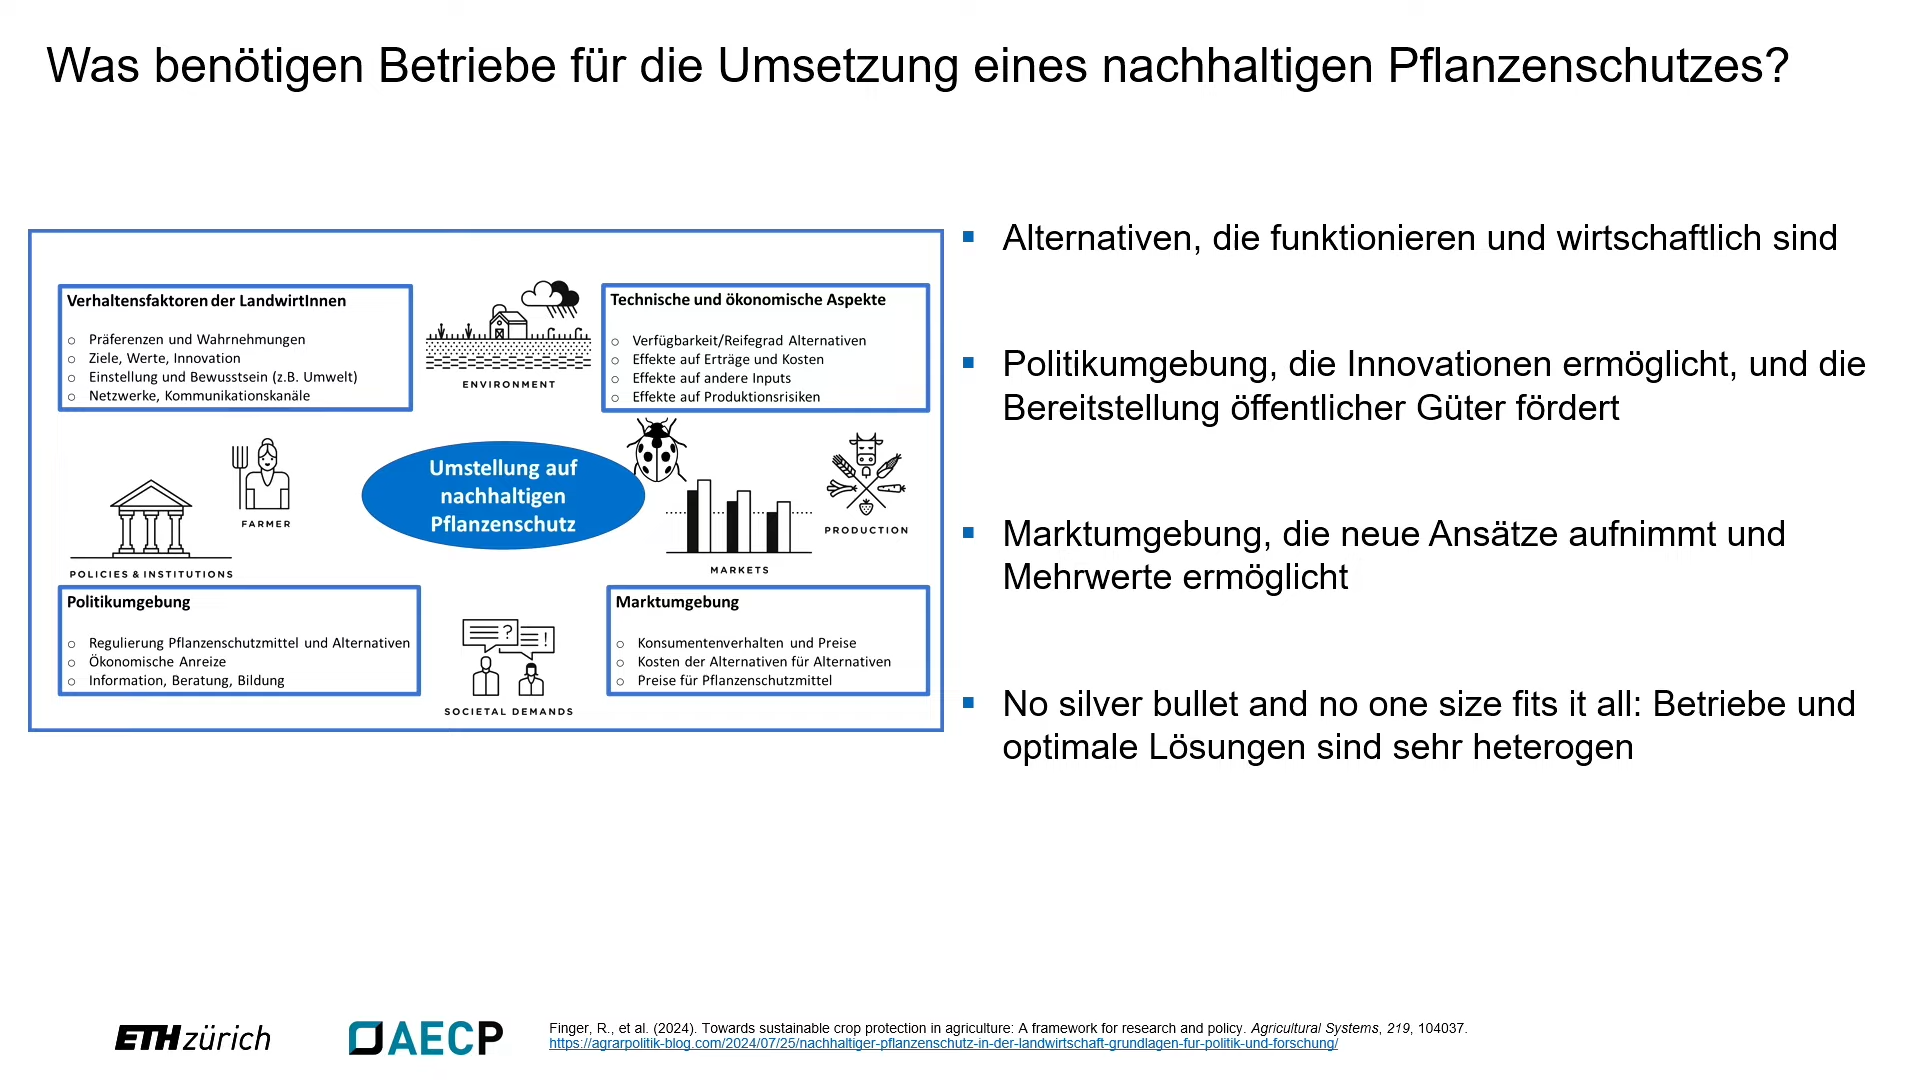 Was benötigen Betriebe für die Umsetzung eines nachhaltigen Pflanzenschutzes?
Verhaltensfaktoren der LandwirtInnen
o Präferenzen und Wahrnehmungen
o Ziele, Werte, Innovation
o Einstellung und Bewusstsein (z.B. Umwelt)
o Netzwerke, Kommunikationskanäle
ENVIRONMENT
Technische und ökonomische Aspekte
o Verfügbarkeit/Reifegrad Alternativen
o Effekte auf Erträge und Kosten
o Effekte auf andere Inputs
o Effekte auf Produktionsrisiken
FARMER
POLICIES & INSTITUTIONS
Umstellung auf
nachhaltigen
Pflanzenschutz
MARKETS
PRODUCTION
Politikumgebung
o Regulierung Pflanzenschutzmittel und Alternativen
o Ökonomische Anreize
o Information, Beratung, Bildung
? !
SOCIETAL DEMANDS
Marktumgebung
o Konsumentenverhalten und Preise
o Kosten der Alternativen für Alternativen
o Preise für Pflanzenschutzmittel
▪ Alternativen, die funktionieren und wirtschaftlich sind
▪ Politikumgebung, die Innovationen ermöglicht, und die
Bereitstellung öffentlicher Güter fördert
▪ Marktumgebung, die neue Ansätze aufnimmt und
Mehrwerte ermöglicht
▪ No silver bullet and no one size fits it all: Betriebe und
optimale Lösungen sind sehr heterogen
ETH zürich
AECP
Finger, R., et al. (2024). Towards sustainable crop protection in agriculture: A framework for research and policy. Agricultural Systems, 219, 104037.
https://agrarpolitik-blog.com/2024/07/25/nachhaltiger-pflanzenschutz-in-der-landwirtschaft-grundlagen-fur-politik-und-forschung/